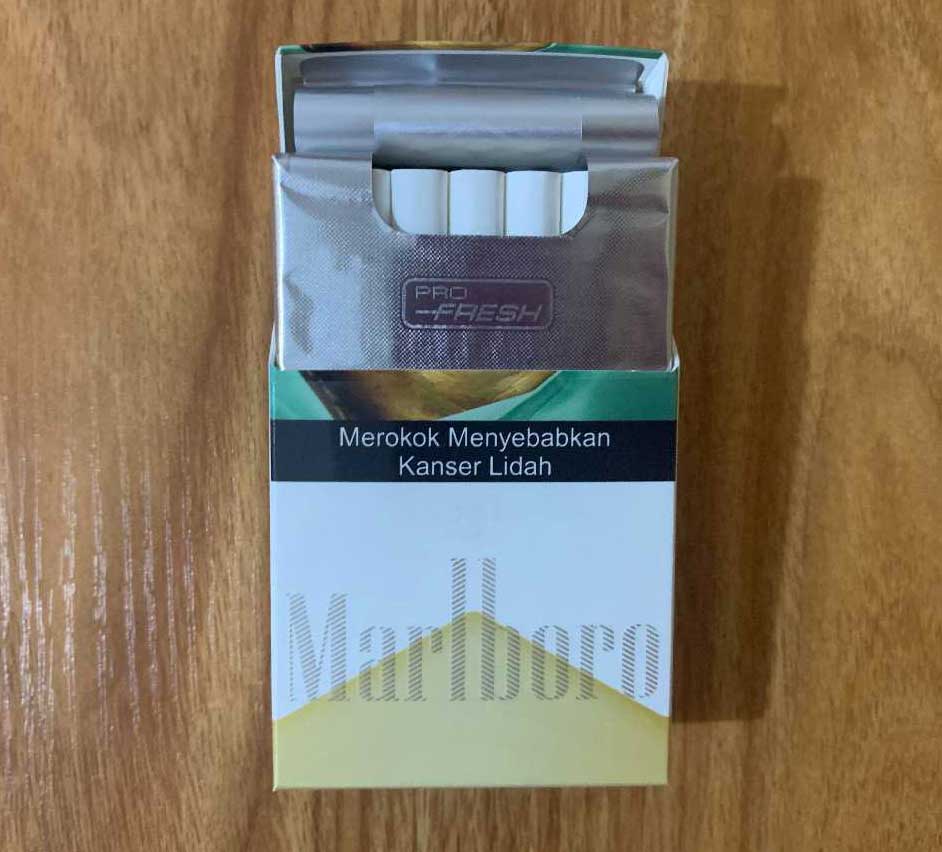 PRO
FRESH
Merokok Menyebabkan
Kanser Lidah
Marlboro